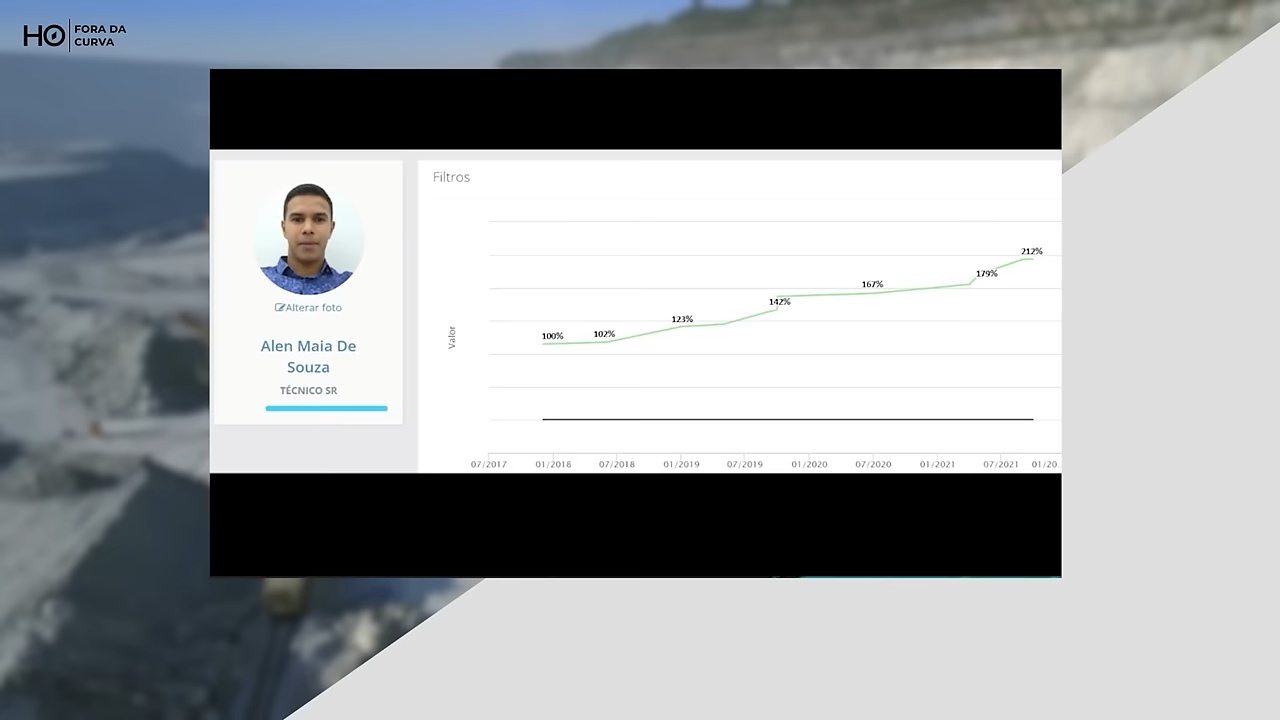 HO FORA DA
CURVA
Filtros
Alterar foto
Alen Maia De
Souza
TÉCNICO SR
Valor
100%
102%
123%
142%
167%
179%
212%
07/2017 01/2018 07/2018 01/2019 07/2019 01/2020 07/2020 01/2021 07/2021 01/20..